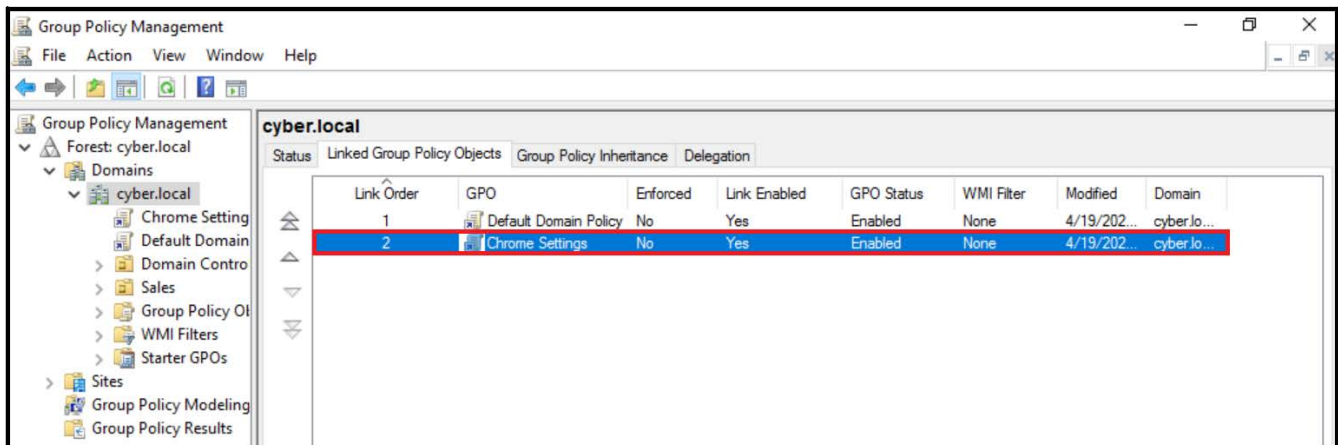 Group Policy Management
File Action View Window Help
Group Policy Management
Forest: cyber.local
Domains
cyber.local
Chrome Setting
Default Domain
Domain Contro
Sales
Group Policy Ob
WMI Filters
Starter GPOs
Sites
Group Policy Modeling
Group Policy Results
cyber.local
Status Linked Group Policy Objects Group Policy Inheritance Delegation
Link Order GPO Enforced Link Enabled GPO Status WMI Filter Modified Domain
1 Default Domain Policy No Yes Enabled None 4/19/202... cyber.lo...
2 Chrome Settings No Yes Enabled None 4/19/202... cyber.lo...